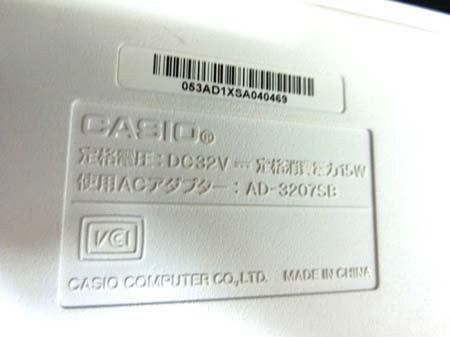 053AD1XSA040469
CASIO®
定格電圧:DC32V ⎓ 定格消費電力15W
使用ACアダプター: AD-3207SB
VCI
CASIO COMPUTER CO.,LTD. MADE IN CHINA